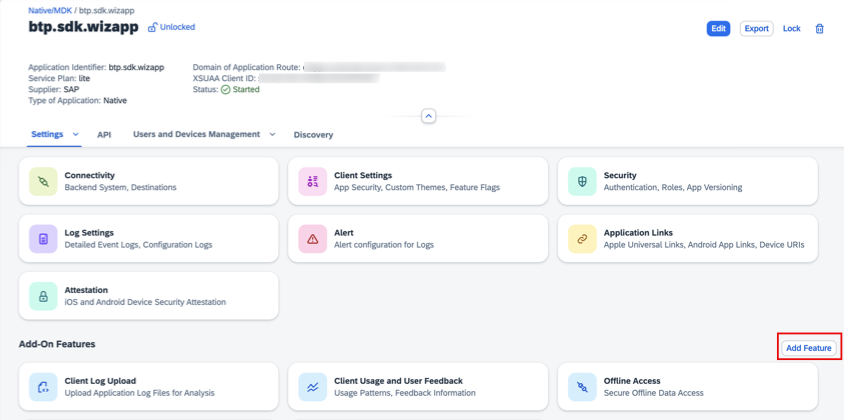 Native/MDK / btp.sdk.wizapp
btp.sdk.wizapp Unlocked
Edit Export Lock
Application Identifier: btp.sdk.wizapp
Service Plan: lite
Supplier: SAP
Type of Application: Native
Domain of Application Route:
XSUAA Client ID:
Status: Started
Settings API Users and Devices Management Discovery
Connectivity
Backend System, Destinations
Client Settings
App Security, Custom Themes, Feature Flags
Security
Authentication, Roles, App Versioning
Log Settings
Detailed Event Logs, Configuration Logs
Alert
Alert configuration for Logs
Application Links
Apple Universal Links, Android App Links, Device URIs
Attestation
iOS and Android Device Security Attestation
Add-On Features
Add Feature
Client Log Upload
Upload Application Log Files for Analysis
Client Usage and User Feedback
Usage Patterns, Feedback Information
Offline Access
Secure Offline Data Access